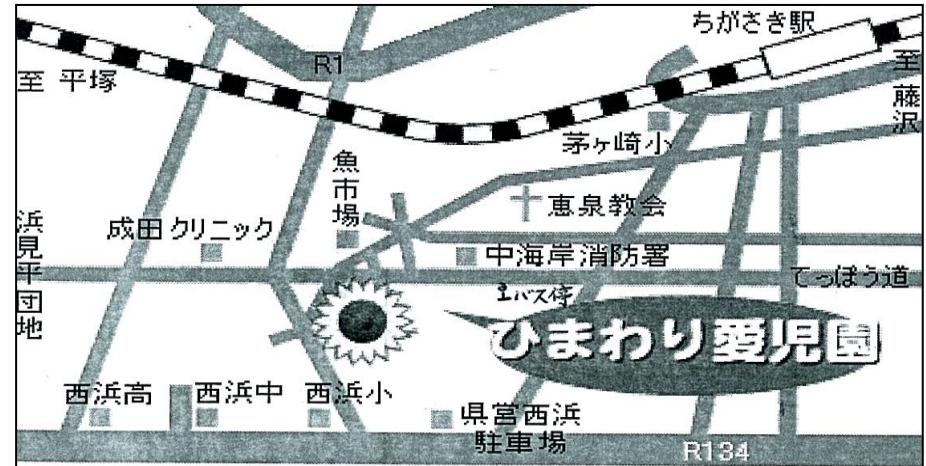 ちがさき駅
R1
至 平塚
至藤沢
茅ヶ崎小
魚市場
恵泉教会
浜見平団地
成田クリニック
中海岸消防署
てっぽう道
バス停
ひまわり愛児園
西浜高
西浜中
西浜小
県営西浜
駐車場
R134